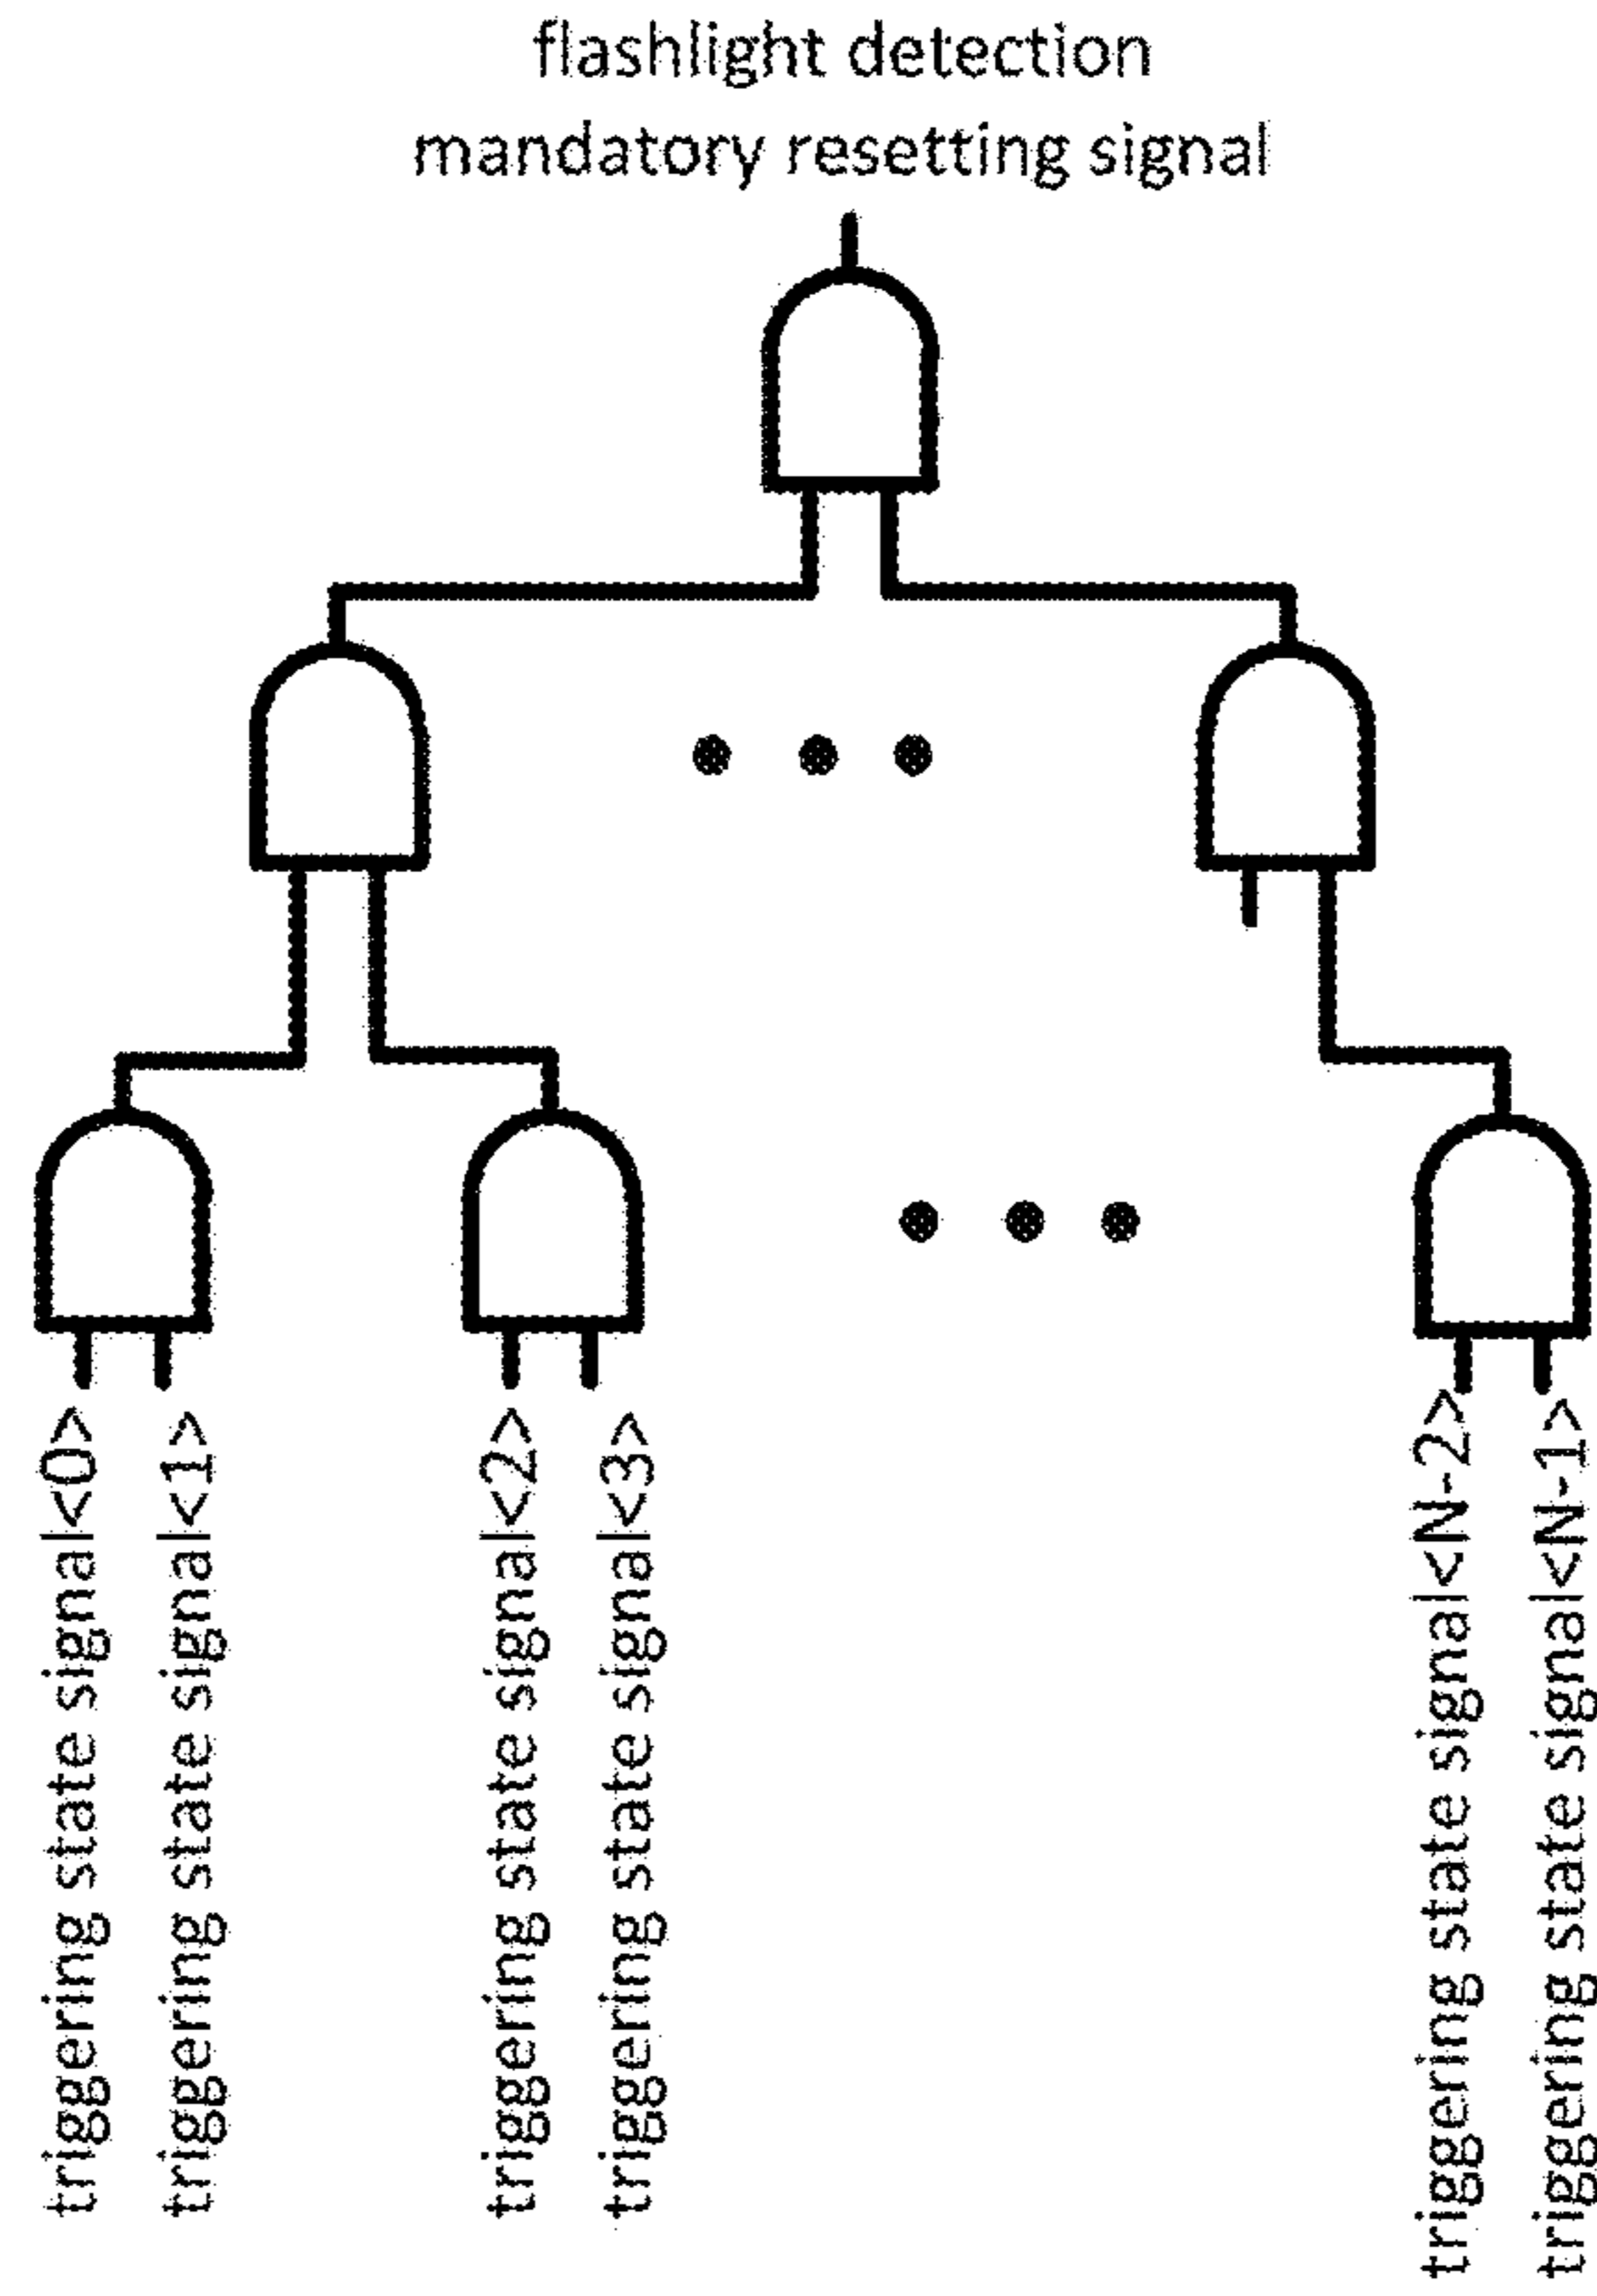 flashlight detection
mandatory resetting signal
triggering state signal<0>
triggering state signal<1>
triggering state signal<2>
triggering state signal<3>
triggering state signal<N-2>
triggering state signal<N-1>